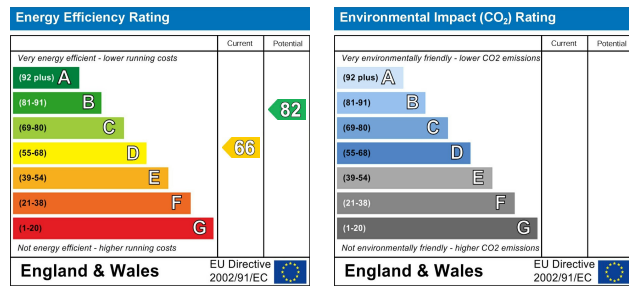 Energy Efficiency Rating
Current Potential
Very energy efficient - lower running costs
(92 plus) A
(81-91) B
(69-80) C
(55-68) D
(39-54) E
(21-38) F
(1-20) G
66
82
Not energy efficient - higher running costs
England & Wales
EU Directive
2002/91/EC
Environmental Impact (CO₂) Rating
Current Potential
Very environmentally friendly - lower CO2 emissions
(92 plus) A
(81-91) B
(69-80) C
(55-68) D
(39-54) E
(21-38) F
(1-20) G
Not environmentally friendly - higher CO2 emissions
England & Wales
EU Directive
2002/91/EC